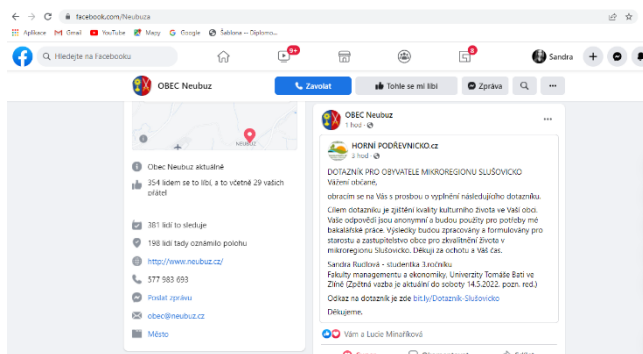 facebook.com/Neubuza
Aplikace Gmail YouTube Mapy Google Šablona -- Diplomo...
Hledejte na Facebooku
9+
8
Sandra
OBEC Neubuz
Zavolat
Tohle se mi líbí
Zpráva
NEUBUZ
Obec Neubuz aktuálně
354 lidem se to líbí, a to včetně 29 vašich
přátel
381 lidí to sleduje
198 lidí tady oznámilo polohu
http://www.neubuz.cz/
577 983 693
Poslat zprávu
obec@neubuz.cz
Město
OBEC Neubuz
1 hod ·
HORNÍ PODŘEVNICKO.cz
3 hod ·
DOTAZNÍK PRO OBYVATELE MIKROREGIONU SLUŠOVICKO
Vážení občané,
obracím se na Vás s prosbou o vyplnění následujícího dotazníku.
Cílem dotazníku je zjištění kvality kulturního života ve Vaší obci.
Vaše odpovědi jsou anonymní a budou použity pro potřeby mé
bakalářské práce. Výsledky budou zpracovány a formulovány pro
starostu a zastupitelstvo obce pro zkvalitnění života v
mikroregionu Slušovicko. Děkuji za ochotu a Váš čas.
Sandra Rudlová - studentka 3.ročníku
Fakulty managementu a ekonomiky, Univerzity Tomáše Bati ve
Zlíně (Zpětná vazba je aktuální do soboty 14.5.2022. pozn. red.)
Odkaz na dotazník je zde bit.ly/Dotazník-Slušovicko
Děkujeme.
Vám a Lucie Minaříková